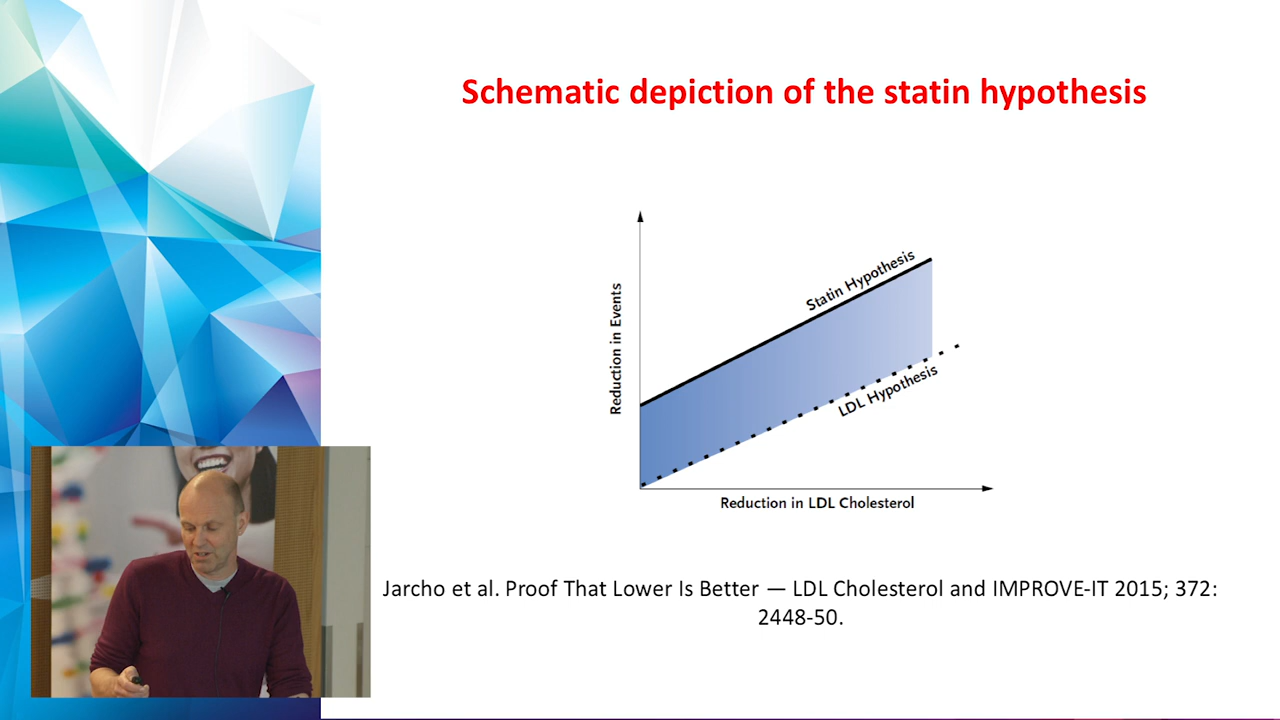 Schematic depiction of the statin hypothesis
Statin Hypothesis
Reduction in Events
LDL Hypothesis
Reduction in LDL Cholesterol
Jarcho et al. Proof That Lower Is Better — LDL Cholesterol and IMPROVE-IT 2015; 372:
2448-50.